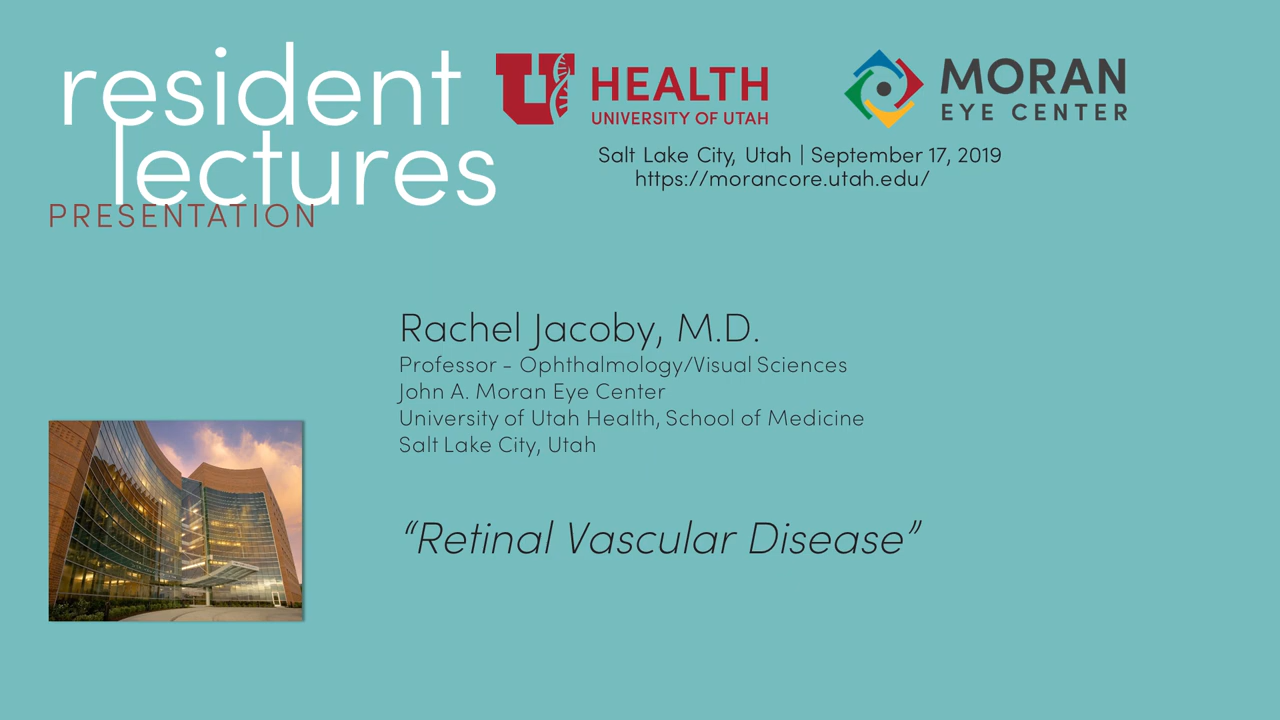 resident
lectures
PRESENTATION
U HEALTH
UNIVERSITY OF UTAH
MORAN
EYE CENTER
Salt Lake City, Utah | September 17, 2019
https://morancore.utah.edu/
Rachel Jacoby, M.D.
Professor - Ophthalmology/Visual Sciences
John A. Moran Eye Center
University of Utah Health, School of Medicine
Salt Lake City, Utah
“Retinal Vascular Disease”